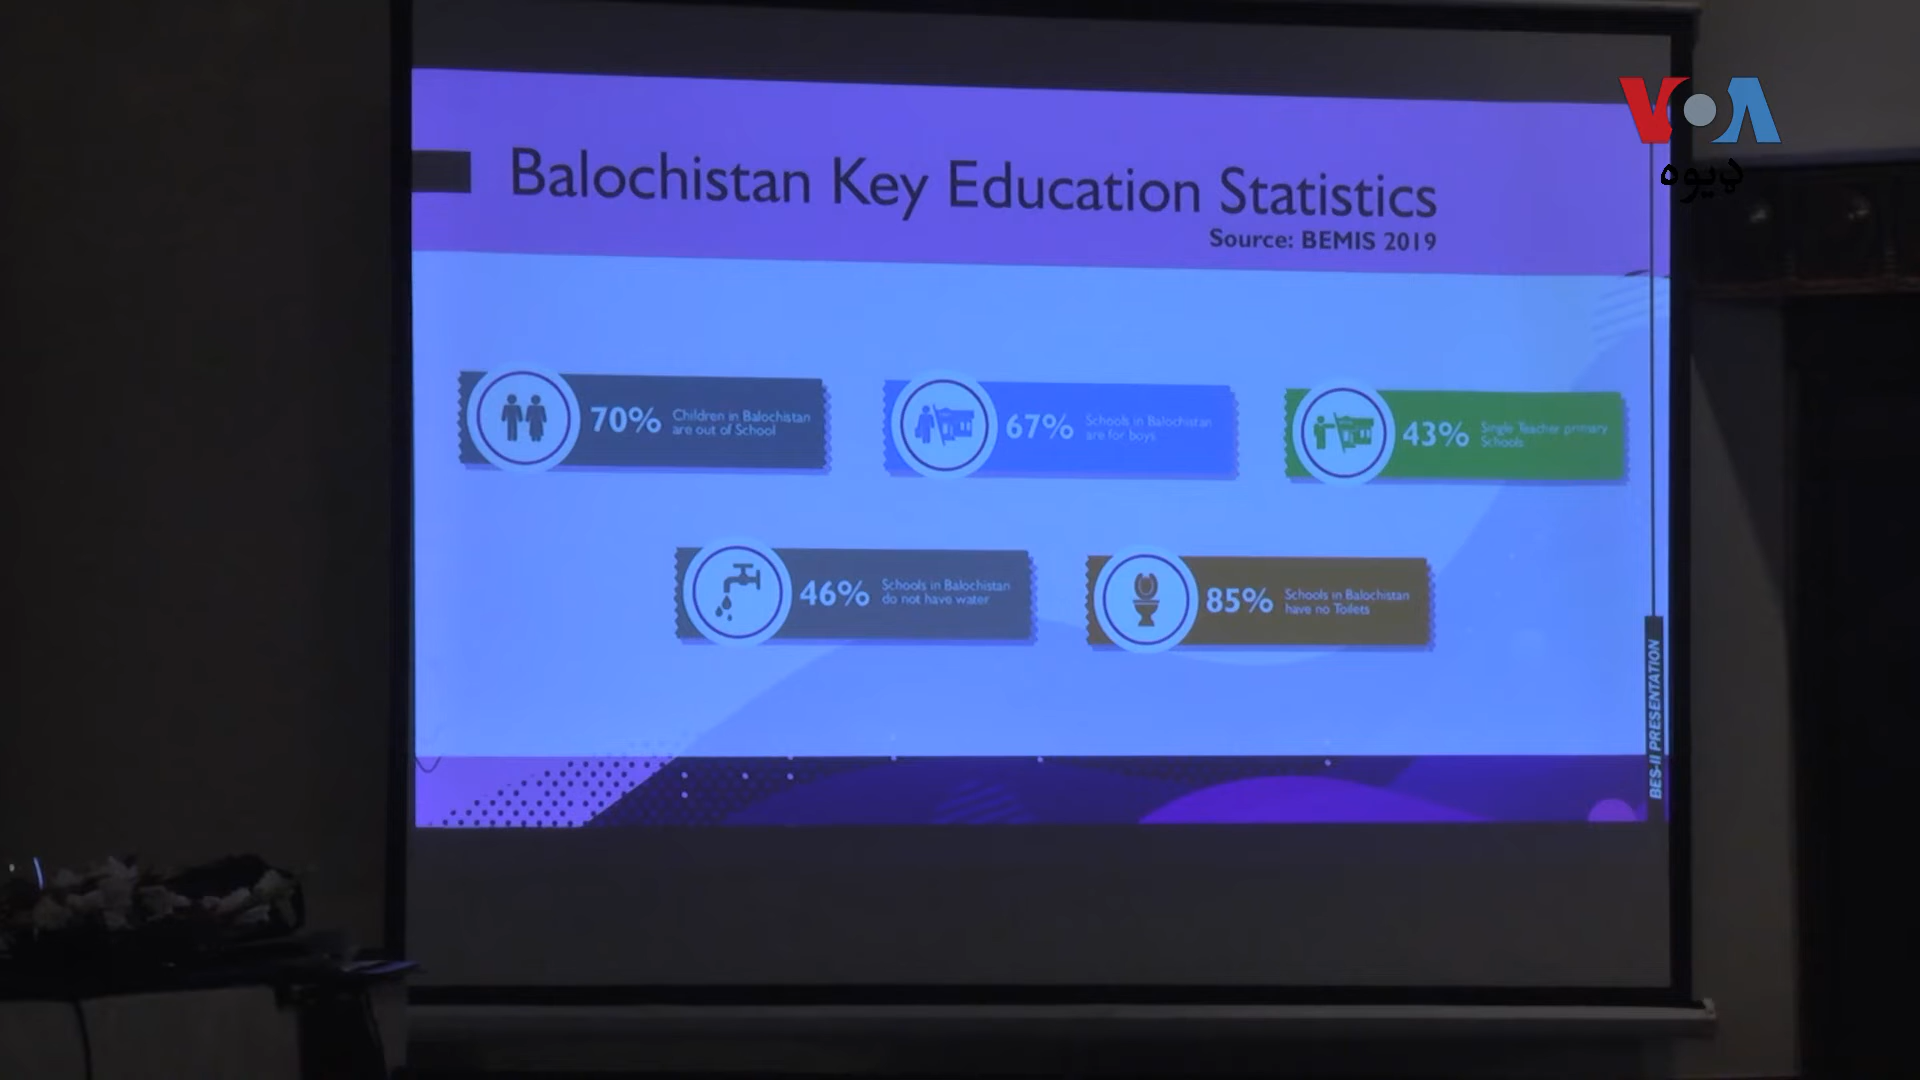 VOA
ډیوه
Balochistan Key Education Statistics
Source: BEMIS 2019
70%
Children in Balochistan
are out of School
67%
Schools in Balochistan
are for boys
43%
Single Teacher primary
Schools
46%
Schools in Balochistan
do not have water
85%
Schools in Balochistan
have no Toilets
BES-II PRESENTATION